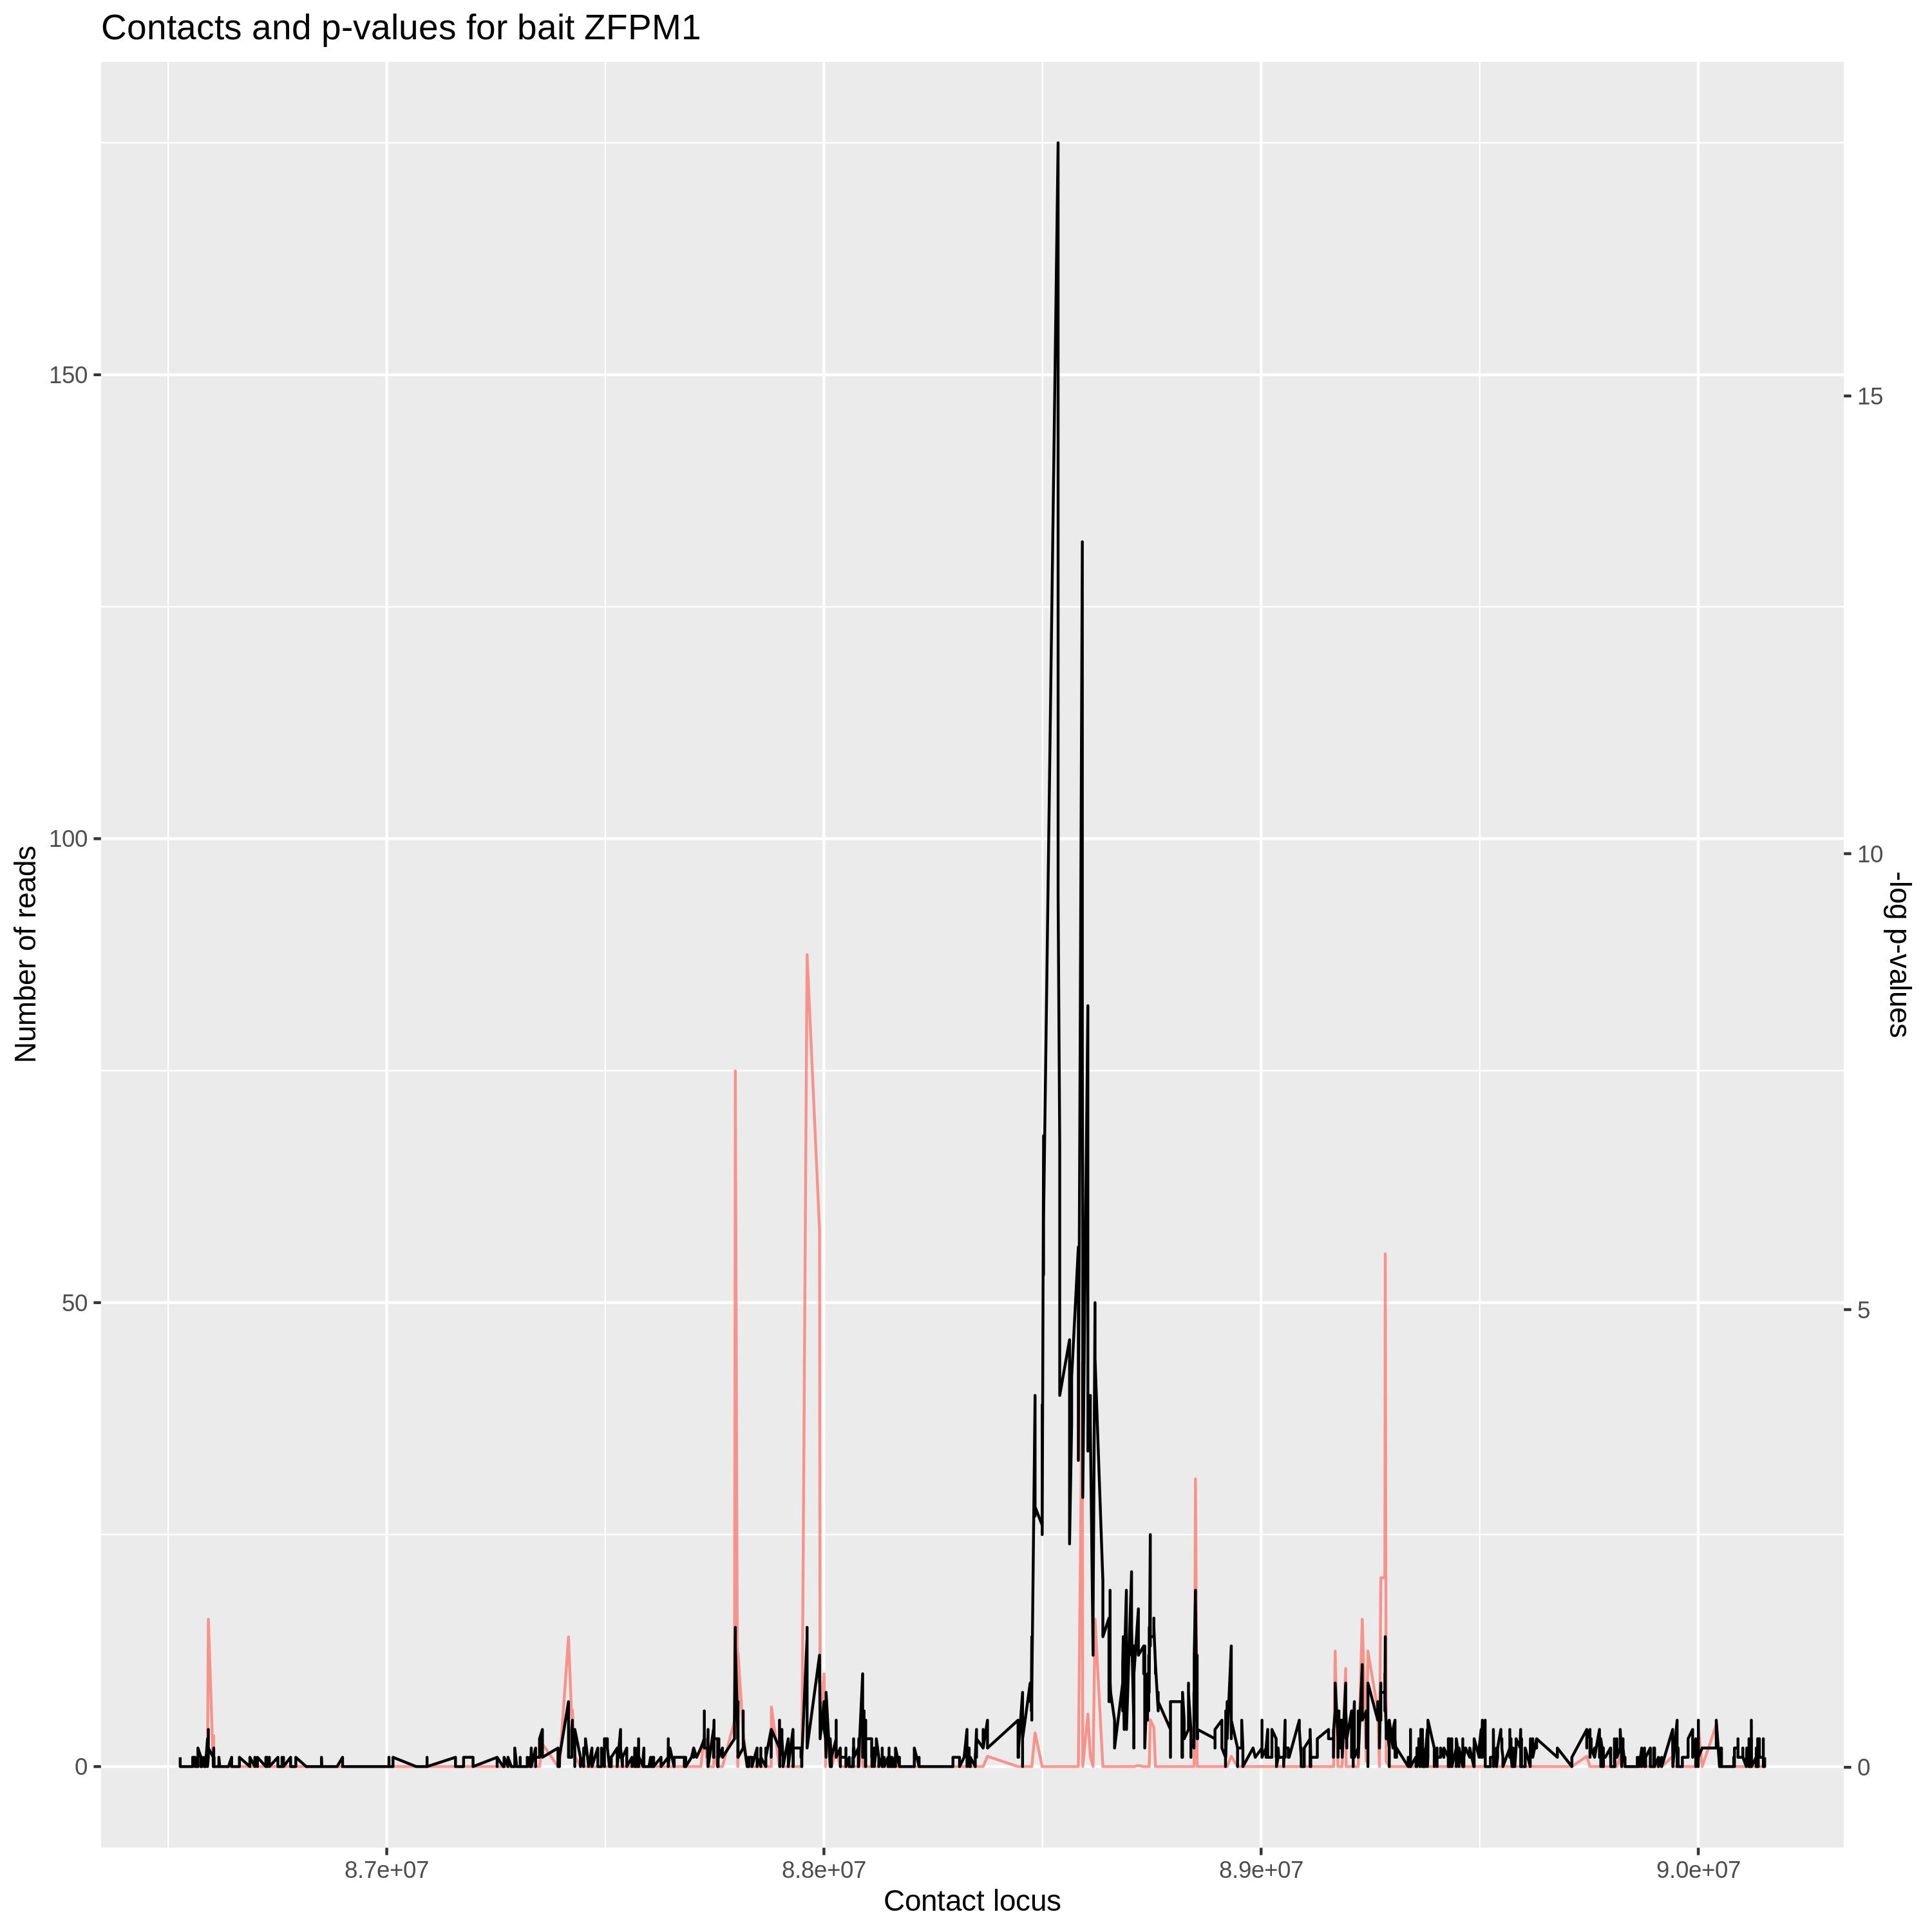 Contacts and p-values for bait ZFPM1
150
100
50
0
Number of reads
15
10
5
0
-log p-values
8.7e+07 8.8e+07 8.9e+07 9.0e+07
Contact locus